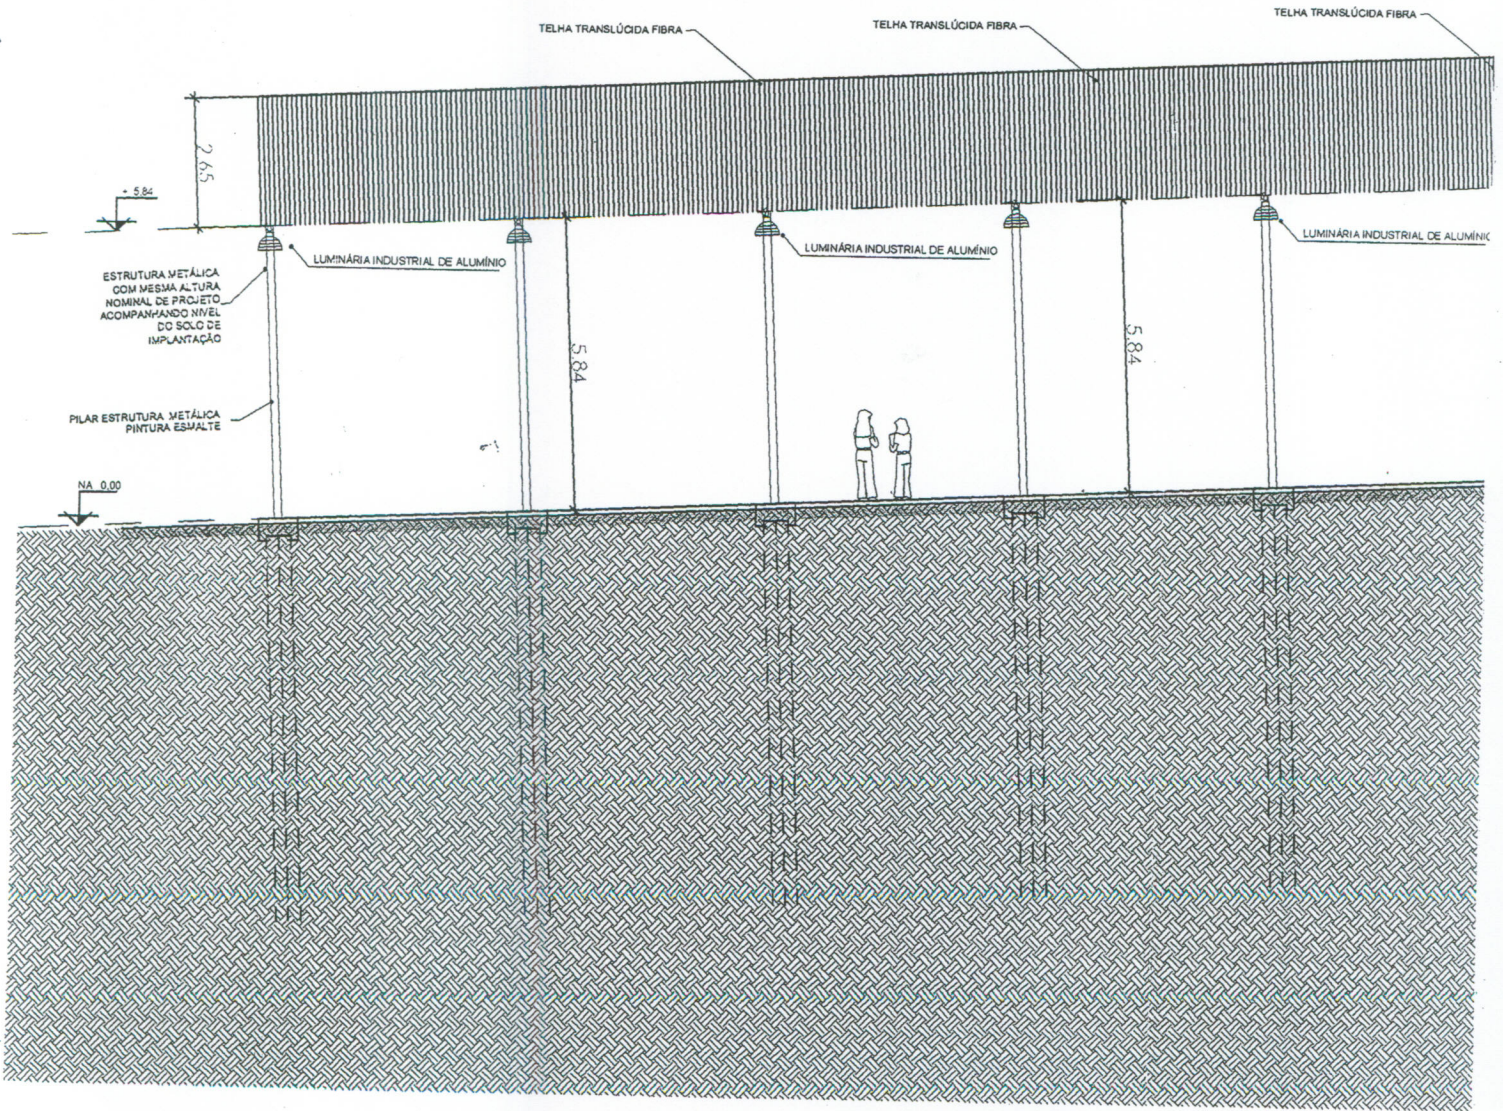 TELHA TRANSLÚCIDA FIBRA
TELHA TRANSLÚCIDA FIBRA
TELHA TRANSLÚCIDA FIBRA
2.65
+ 5.84
LUMINÁRIA INDUSTRIAL DE ALUMÍNIO
LUMINÁRIA INDUSTRIAL DE ALUMÍNIO
LUMINÁRIA INDUSTRIAL DE ALUMÍNIC
ESTRUTURA METÁLICA
COM MESMA ALTURA
NOMINAL DE PROJETO
ACOMPANHANDO NIVEL
DO SOLO DE
IMPLANTAÇÃO
5.84
5.84
PILAR ESTRUTURA METÁLICA
PINTURA ESMALTE
NA 0,00